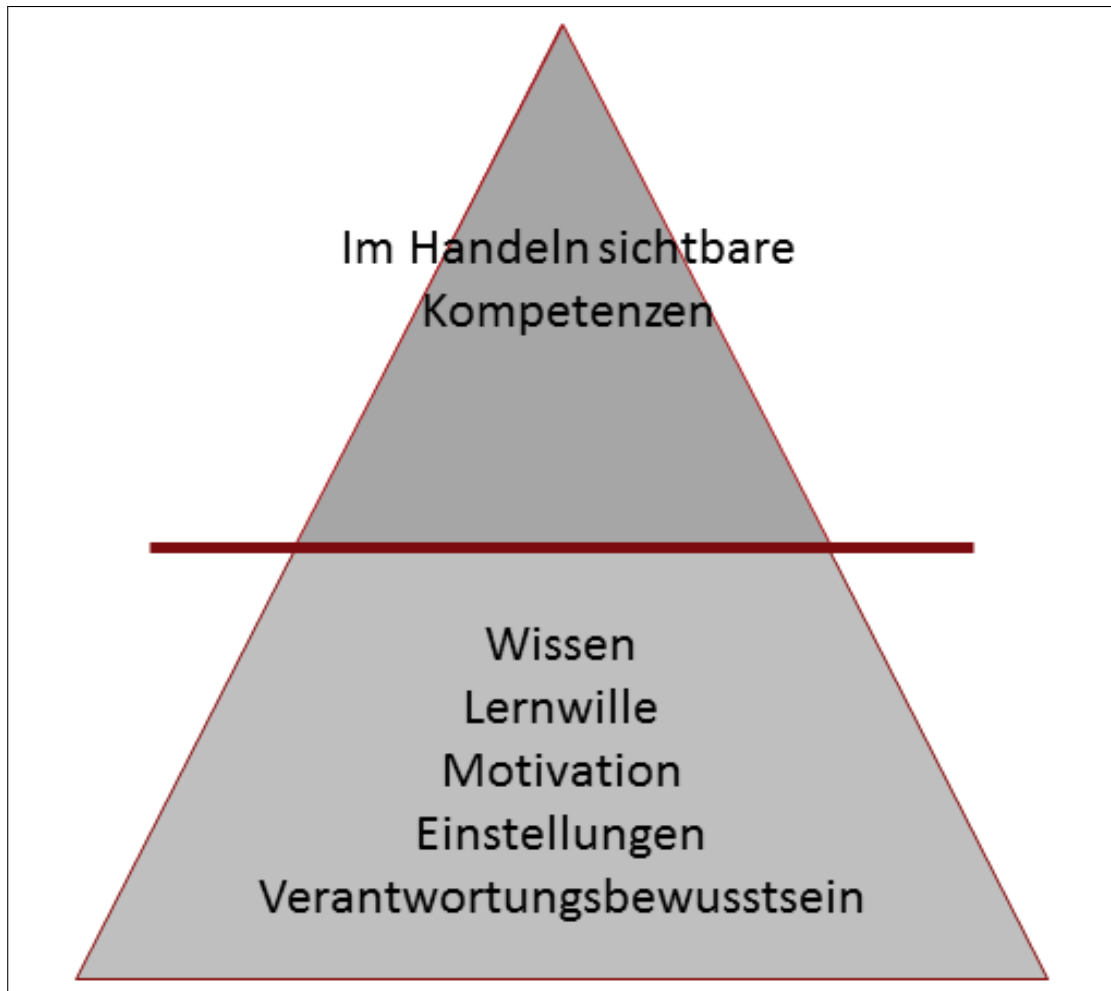 Im Handeln sichtbare
Kompetenzen
Wissen
Lernwille
Motivation
Einstellungen
Verantwortungsbewusstsein